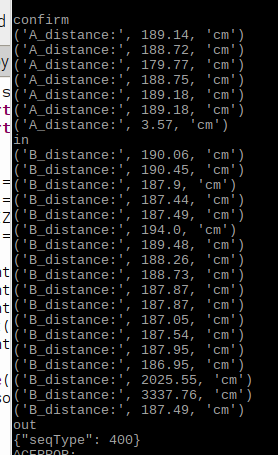 confirm
('A_distance:', 189.14, 'cm')
('A_distance:', 188.72, 'cm')
('A_distance:', 179.77, 'cm')
('A_distance:', 188.75, 'cm')
('A_distance:', 189.18, 'cm')
('A_distance:', 189.18, 'cm')
('A_distance:', 3.57, 'cm')
in
('B_distance:', 190.06, 'cm')
('B_distance:', 190.45, 'cm')
('B_distance:', 187.9, 'cm')
('B_distance:', 187.44, 'cm')
('B_distance:', 187.49, 'cm')
('B_distance:', 194.0, 'cm')
('B_distance:', 189.48, 'cm')
('B_distance:', 188.26, 'cm')
('B_distance:', 188.73, 'cm')
('B_distance:', 187.87, 'cm')
('B_distance:', 187.87, 'cm')
('B_distance:', 187.05, 'cm')
('B_distance:', 187.54, 'cm')
('B_distance:', 187.95, 'cm')
('B_distance:', 186.95, 'cm')
('B_distance:', 2025.55, 'cm')
('B_distance:', 3337.76, 'cm')
('B_distance:', 187.49, 'cm')
out
{"seqType": 400}